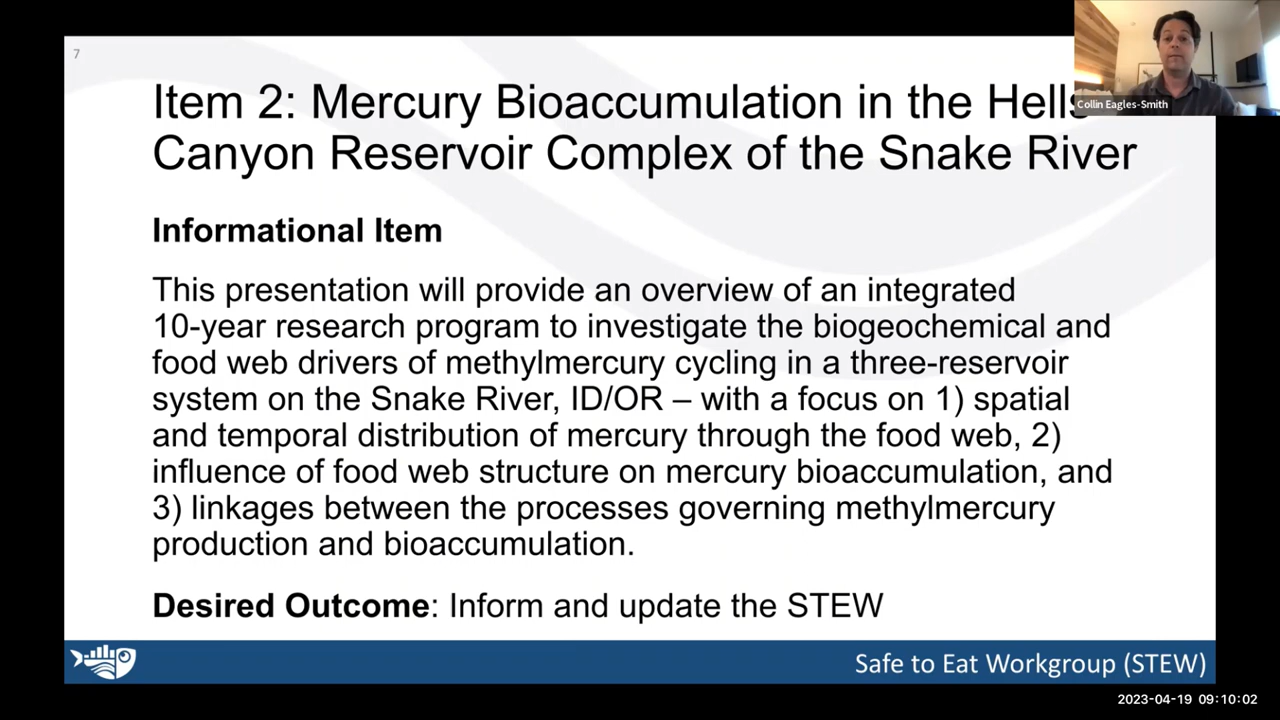 7
Item 2: Mercury Bioaccumulation in the Hells
Canyon Reservoir Complex of the Snake River
Collin Eagles-Smith
Informational Item
This presentation will provide an overview of an integrated
10-year research program to investigate the biogeochemical and
food web drivers of methylmercury cycling in a three-reservoir
system on the Snake River, ID/OR – with a focus on 1) spatial
and temporal distribution of mercury through the food web, 2)
influence of food web structure on mercury bioaccumulation, and
3) linkages between the processes governing methylmercury
production and bioaccumulation.
Desired Outcome: Inform and update the STEW
Safe to Eat Workgroup (STEW)
2023-04-19 09:10:02